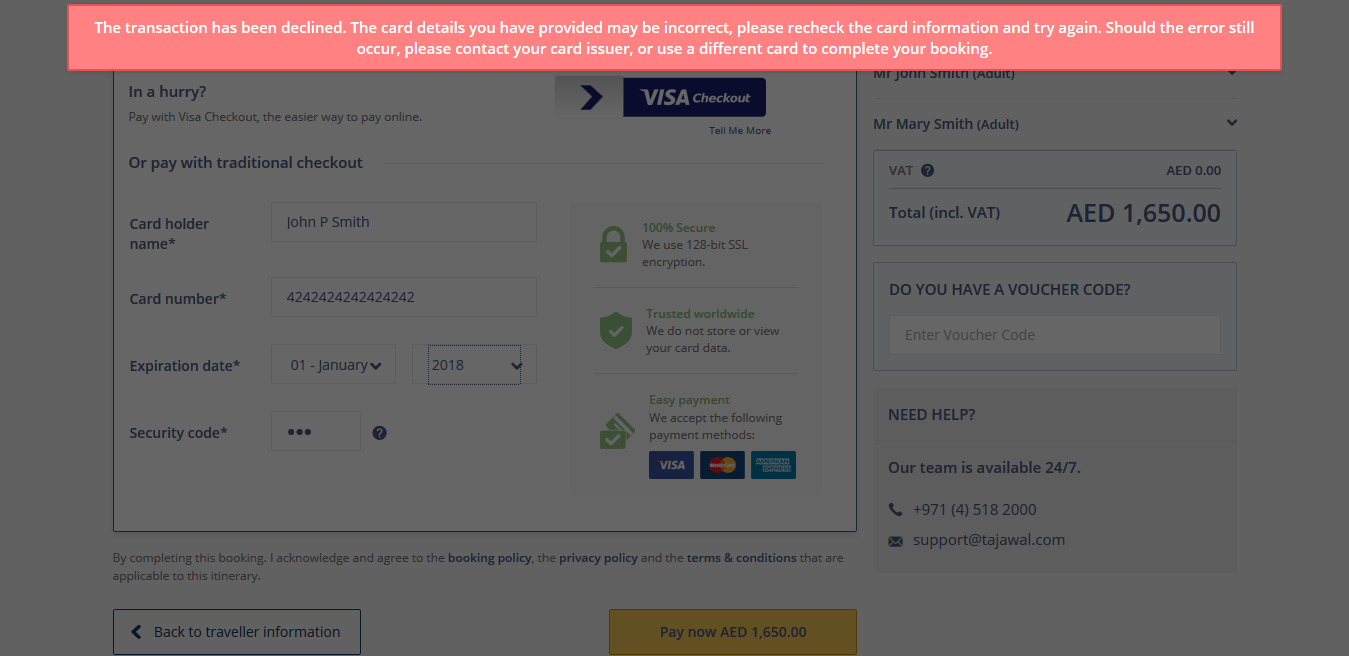 The transaction has been declined. The card details you have provided may be incorrect, please recheck the card information and try again. Should the error still
occur, please contact your card issuer, or use a different card to complete your booking.
In a hurry?
Pay with Visa Checkout, the easier way to pay online.
VISA Checkout
Tell Me More
Or pay with traditional checkout
Card holder
name*
John P Smith
Card number*
4242424242424242
Expiration date*
01 - January
2018
Security code*
•••
?
100% Secure
We use 128-bit SSL
encryption.
Trusted worldwide
We do not store or view
your card data.
Easy payment
We accept the following
payment methods:
VISA
MasterCard
AMERICAN
EXPRESS
By completing this booking. I acknowledge and agree to the booking policy, the privacy policy and the terms & conditions that are
applicable to this itinerary.
Back to traveller information
Pay now AED 1,650.00
Mr John Smith (Adult)
Mr Mary Smith (Adult)
VAT ?
AED 0.00
Total (incl. VAT)
AED 1,650.00
DO YOU HAVE A VOUCHER CODE?
Enter Voucher Code
NEED HELP?
Our team is available 24/7.
+971 (4) 518 2000
support@tajawal.com